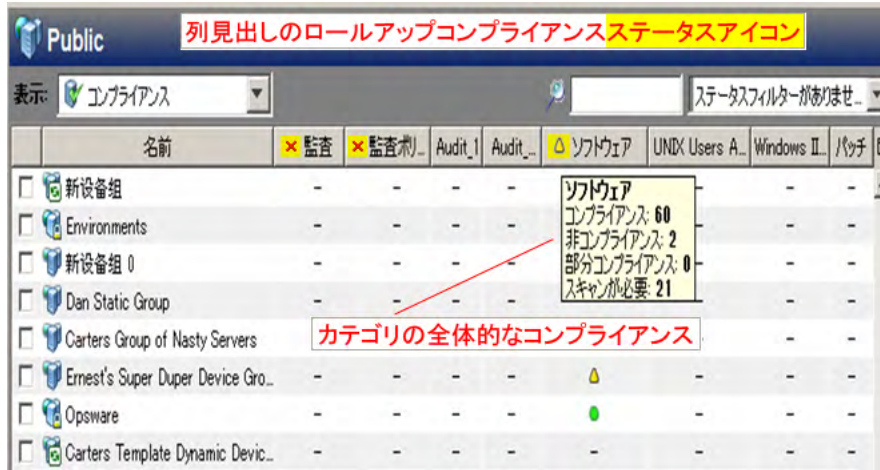 Public
列見出しのロールアップコンプライアンスステータスアイコン
表示: コンプライアンス ステータスフィルターがありませ...
名前 監査 監査ポリ... Audit_1 Audit_... ソフトウェア UNIX Users A... Windows II... パッチ
新设备组 - - - - - - -
ソフトウェア
コンプライアンス: 60
非コンプライアンス: 2
部分コンプライアンス: 0
スキャンが必要: 21
Environments - - - - - -
新设备组 0 - - - - - -
Dan Static Group - - - - - -
カテゴリの全体的なコンプライアンス
Carters Group of Nasty Servers - -
Ernest's Super Duper Device Gro... - - - - - - -
Opsware - - - - - - -
Carters Template Dynamic Devic... - - - - - - - -